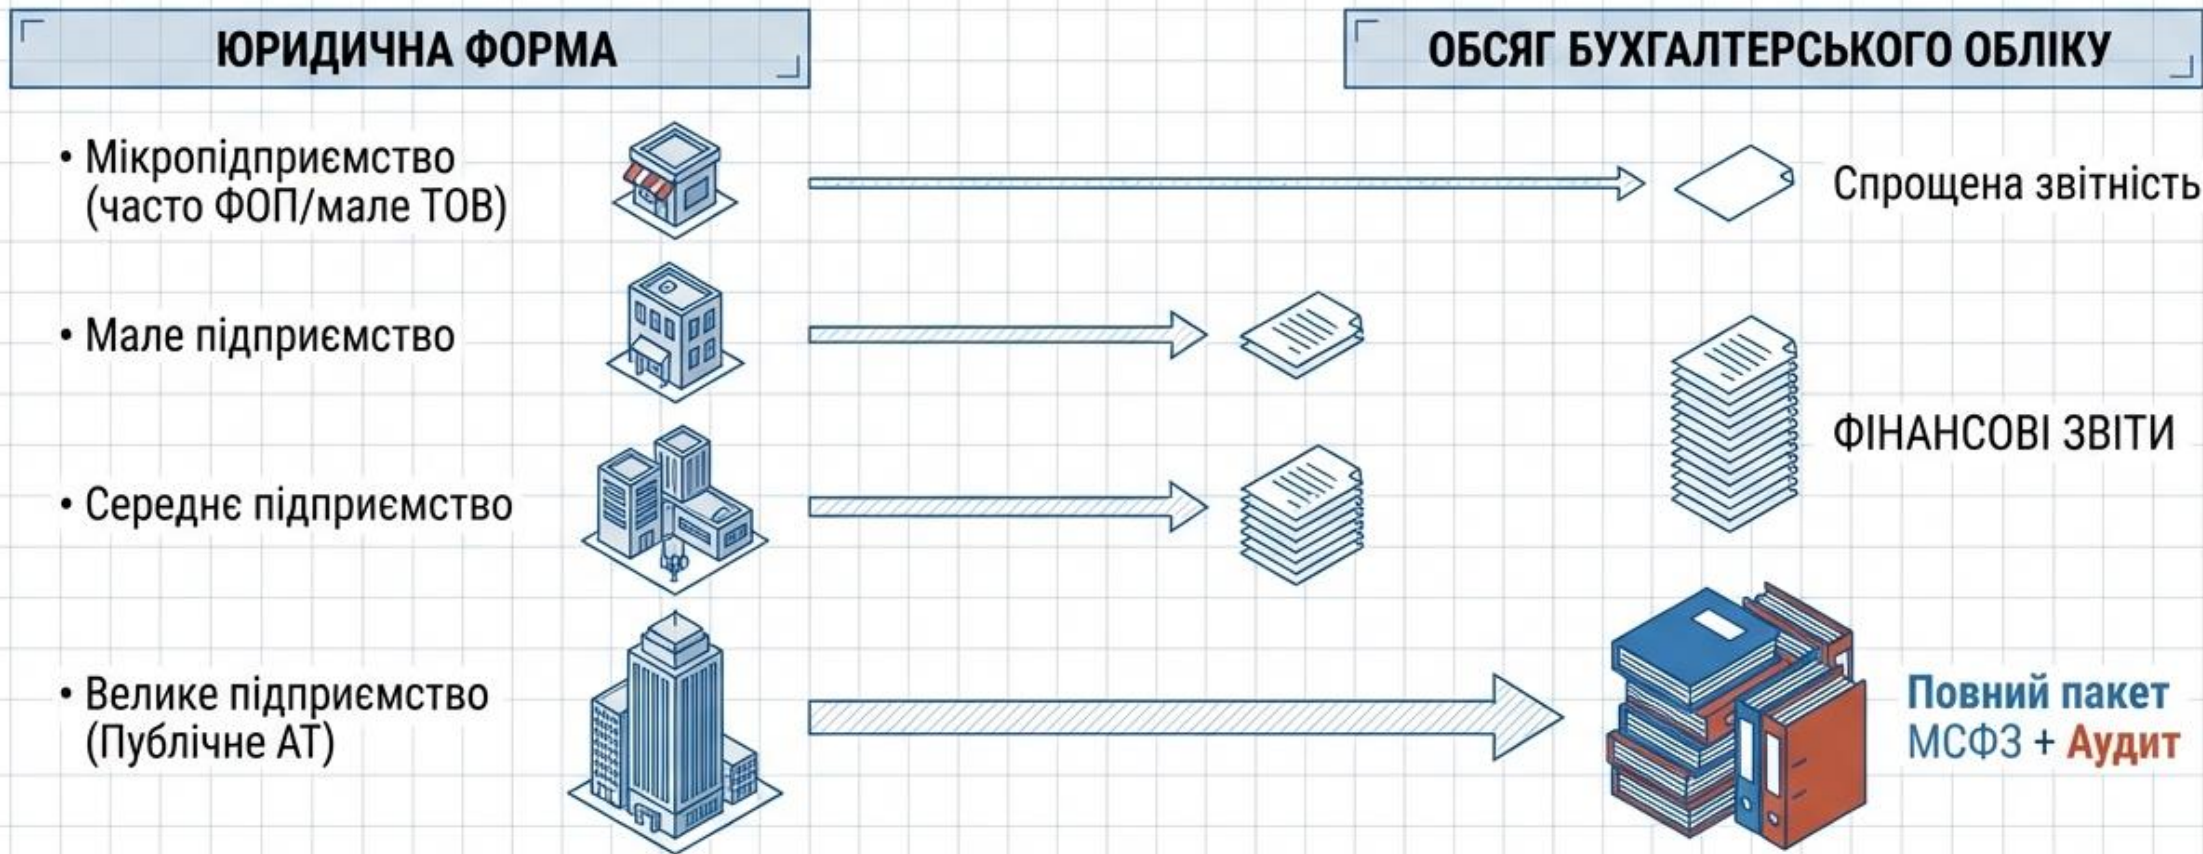 ЮРИДИЧНА ФОРМА
ОБСЯГ БУХГАЛТЕРСЬКОГО ОБЛІКУ
• Мікропідприємство
(часто ФОП/мале ТОВ)
Спрощена звітність
• Мале підприємство
ФІНАНСОВІ ЗВІТИ
• Середнє підприємство
• Велике підприємство
(Публічне АТ)
Повний пакет
МСФЗ + Аудит